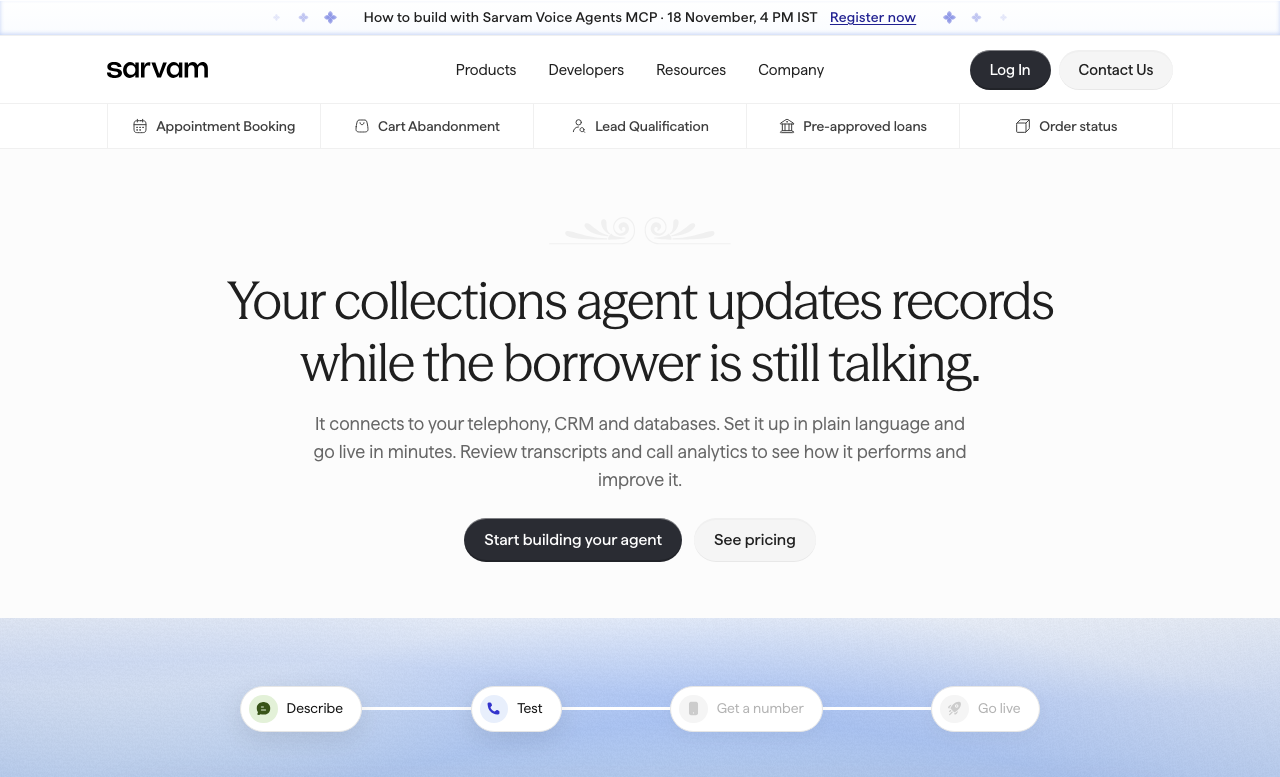 How to build with Sarvam Voice Agents MCP · 18 November, 4 PM IST Register now
sarvam
Products Developers Resources Company
Log In Contact Us
Appointment Booking Cart Abandonment Lead Qualification Pre-approved loans Order status
Your collections agent updates records
while the borrower is still talking.
It connects to your telephony, CRM and databases. Set it up in plain language and
go live in minutes. Review transcripts and call analytics to see how it performs and
improve it.
Start building your agent See pricing
Describe Test Get a number Go live